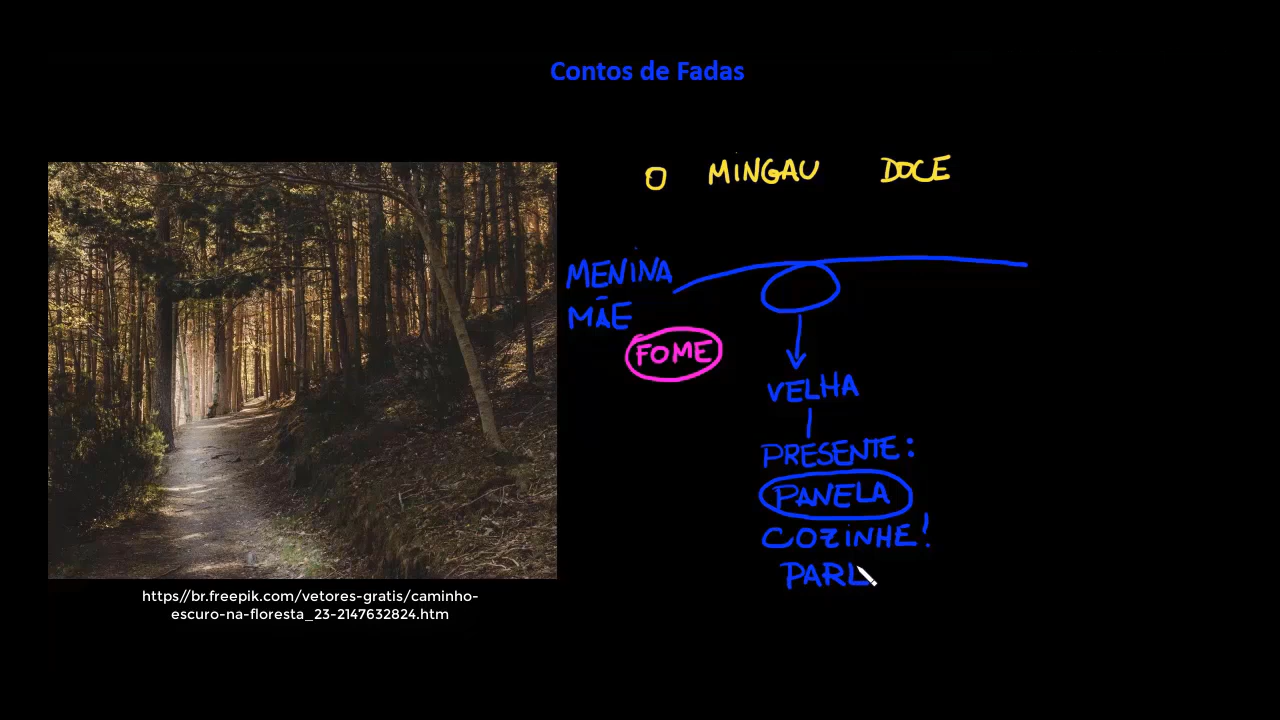 Contos de Fadas
O MINGAU DOCE
MENINA
MÃE
FOME
VELHA
PRESENTE:
PANELA
COZINHE!
https//br.freepik.com/vetores-gratis/caminho-
escuro-na-floresta_23-2147632824.htm